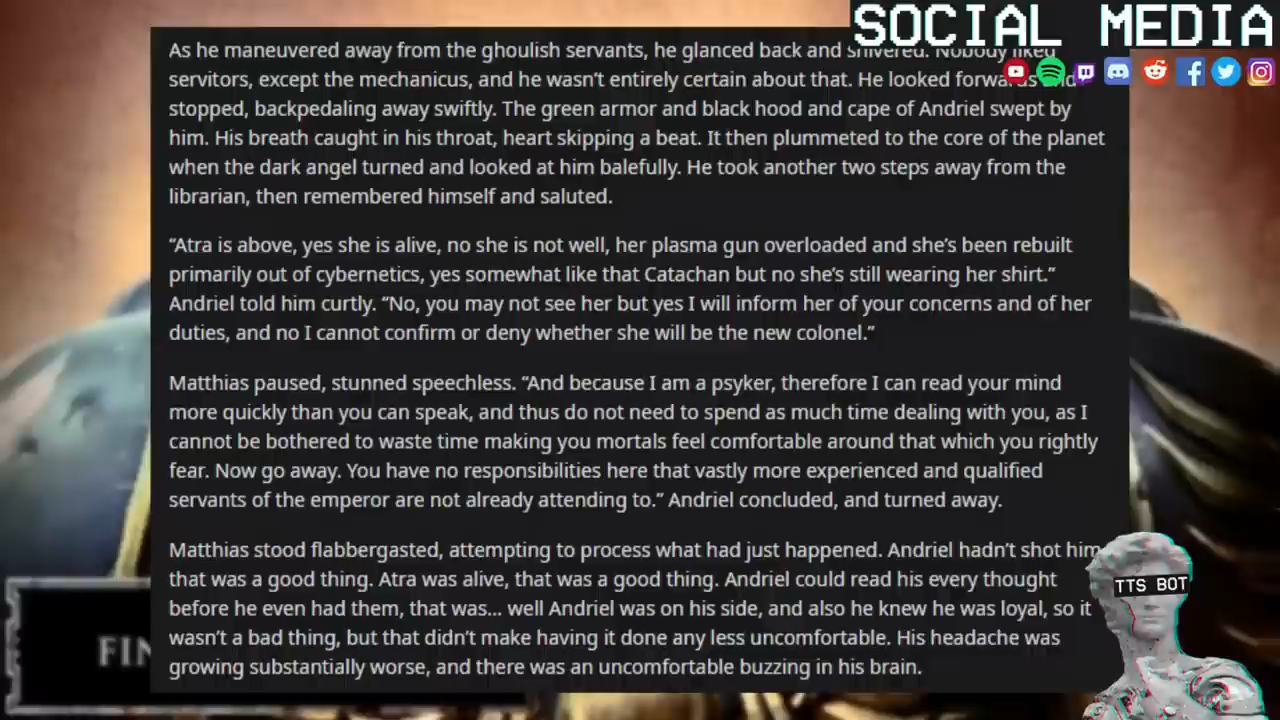 SOCIAL MEDIA
As he maneuvered away from the ghoulish servants, he glanced back and shivered. Nobody liked
servitors, except the mechanicus, and he wasn’t entirely certain about that. He looked forwards and
stopped, backpedaling away swiftly. The green armor and black hood and cape of Andriel swept by
him. His breath caught in his throat, heart skipping a beat. It then plummeted to the core of the planet
when the dark angel turned and looked at him balefully. He took another two steps away from the
librarian, then remembered himself and saluted.
“Atra is above, yes she is alive, no she is not well, her plasma gun overloaded and she’s been rebuilt
primarily out of cybernetics, yes somewhat like that Catachan but no she’s still wearing her shirt.”
Andriel told him curtly. “No, you may not see her but yes I will inform her of your concerns and of her
duties, and no I cannot confirm or deny whether she will be the new colonel.”
Matthias paused, stunned speechless. “And because I am a psyker, therefore I can read your mind
more quickly than you can speak, and thus do not need to spend as much time dealing with you, as I
cannot be bothered to waste time making you mortals feel comfortable around that which you rightly
fear. Now go away. You have no responsibilities here that vastly more experienced and qualified
servants of the emperor are not already attending to.” Andriel concluded, and turned away.
Matthias stood flabbergasted, attempting to process what had just happened. Andriel hadn’t shot him,
that was a good thing. Atra was alive, that was a good thing. Andriel could read his every thought
before he even had them, that was... well Andriel was on his side, and also he knew he was loyal, so it
wasn’t a bad thing, but that didn’t make having it done any less uncomfortable. His headache was
growing substantially worse, and there was an uncomfortable buzzing in his brain.
TTS BOT
FIN